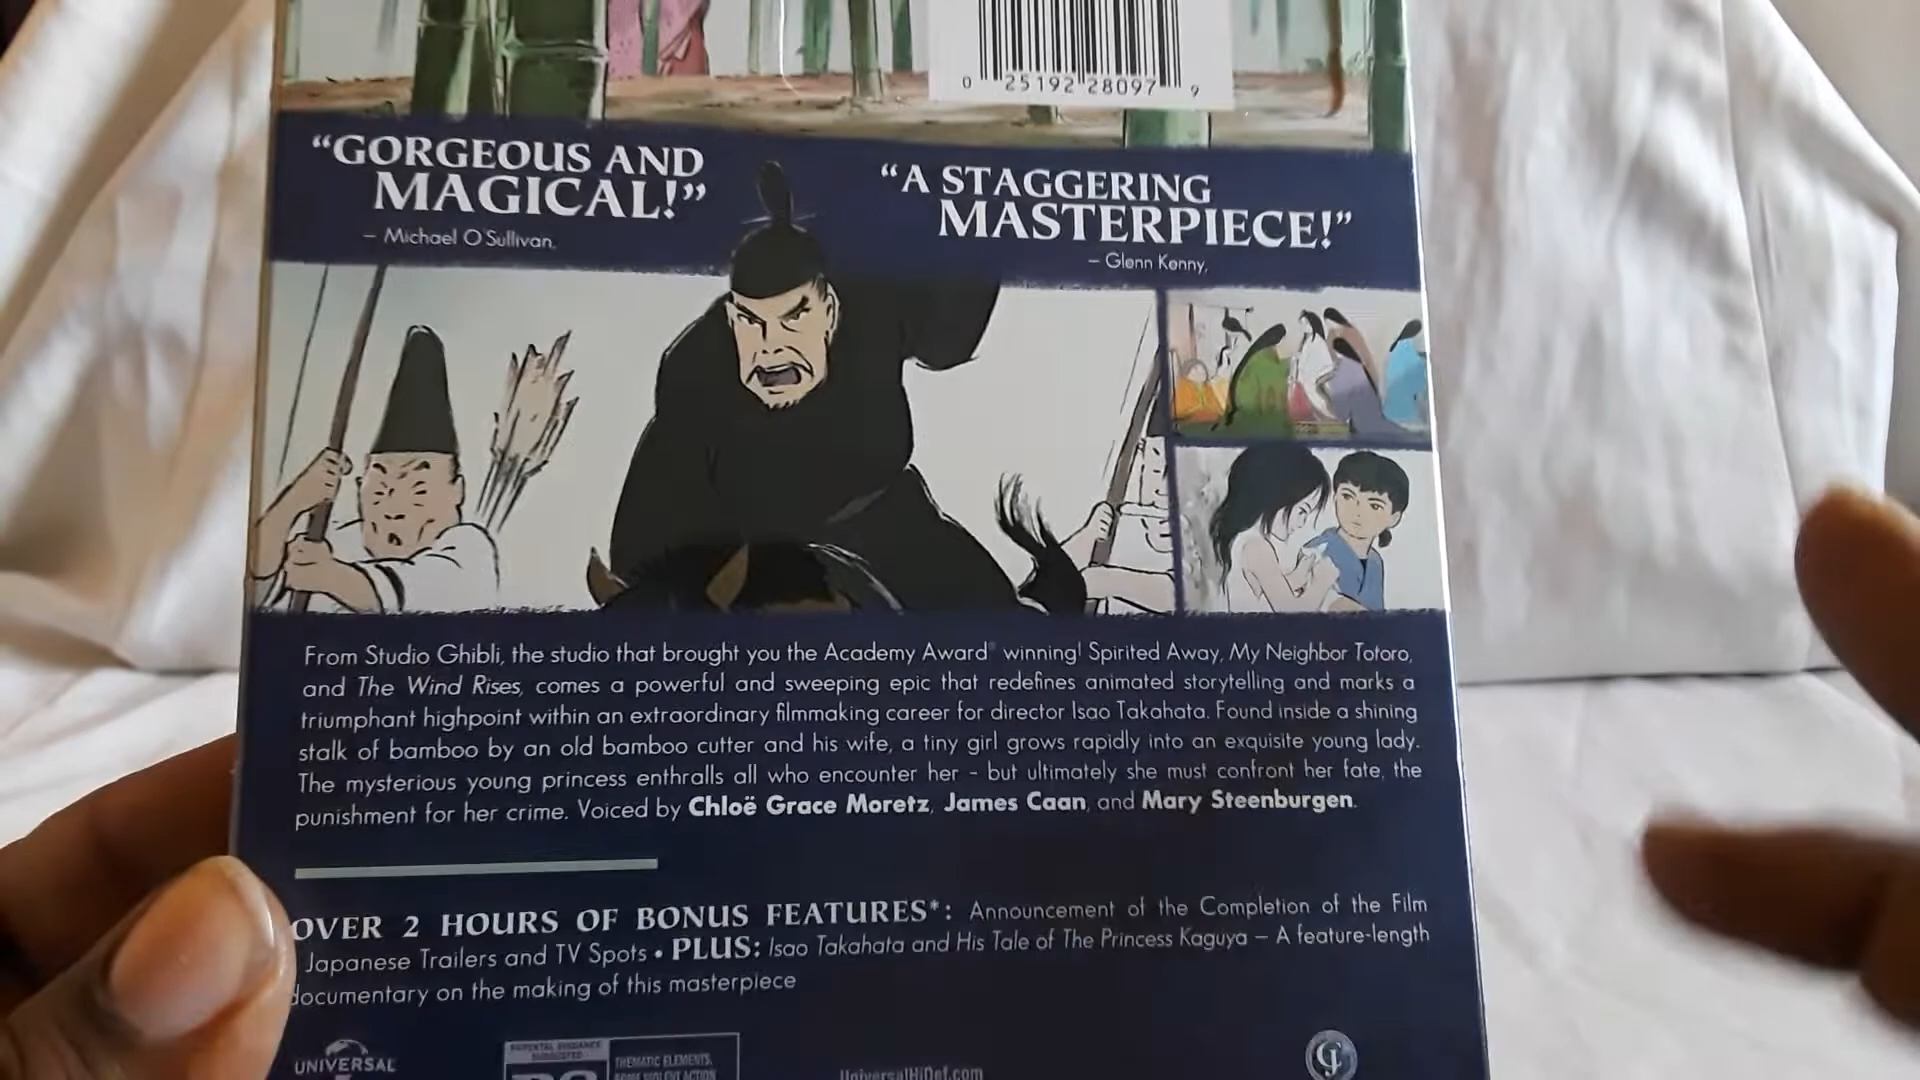 0 25192 28097 9
“GORGEOUS AND
MAGICAL!”
– Michael O'Sullivan,
“A STAGGERING
MASTERPIECE!”
– Glenn Kenny,
From Studio Ghibli, the studio that brought you the Academy Award® winning! Spirited Away, My Neighbor Totoro,
and The Wind Rises, comes a powerful and sweeping epic that redefines animated storytelling and marks a
triumphant highpoint within an extraordinary filmmaking career for director Isao Takahata. Found inside a shining
stalk of bamboo by an old bamboo cutter and his wife, a tiny girl grows rapidly into an exquisite young lady.
The mysterious young princess enthralls all who encounter her – but ultimately she must confront her fate, the
punishment for her crime. Voiced by Chloë Grace Moretz, James Caan, and Mary Steenburgen.
OVER 2 HOURS OF BONUS FEATURES*: Announcement of the Completion of the Film
Japanese Trailers and TV Spots • PLUS: Isao Takahata and His Tale of The Princess Kaguya – A feature-length
documentary on the making of this masterpiece
UNIVERSAL
PARENTAL GUIDANCE
SUGGESTED
PG
THEMATIC ELEMENTS,
SOME VIOLENT ACTION
UniversalHiDef.com